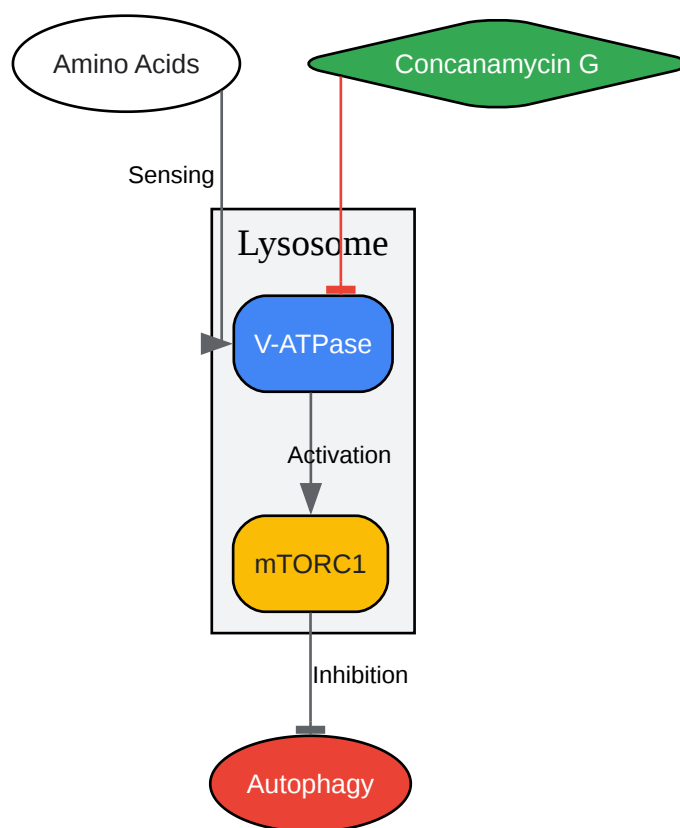 Amino Acids
Concanamycin G
Sensing
Lysosome
V-ATPase
Activation
mTORC1
Inhibition
Autophagy